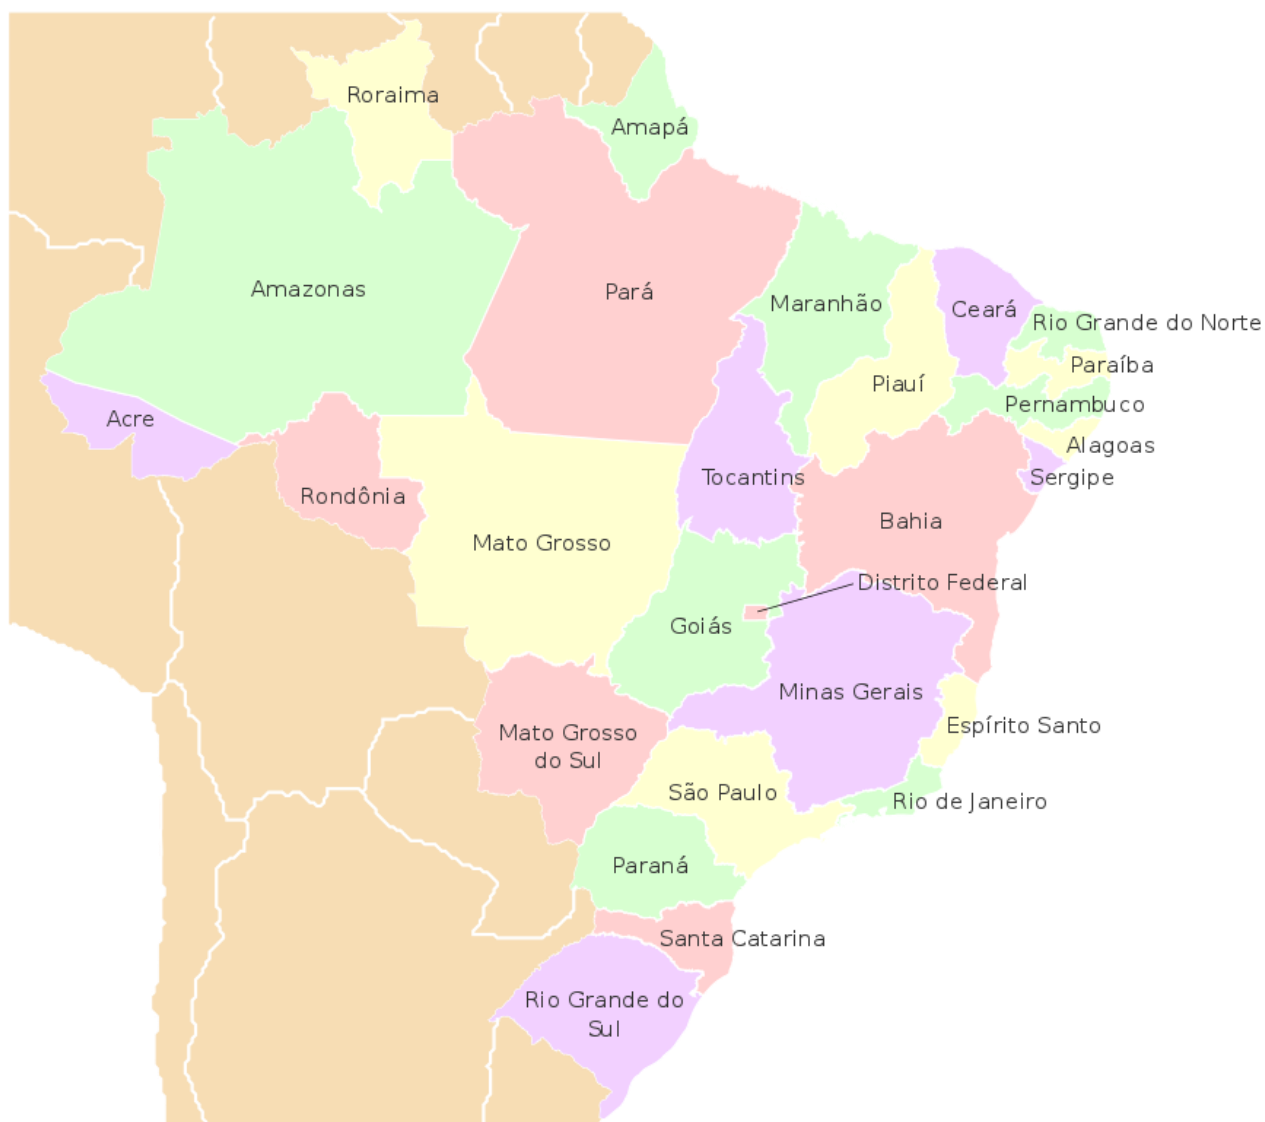 Roraima
Amapá
Amazonas
Pará
Maranhão
Ceará
Rio Grande do Norte
Paraíba
Piauí
Pernambuco
Acre
Alagoas
Tocantins
Sergipe
Rondônia
Bahia
Mato Grosso
Distrito Federal
Goiás
Minas Gerais
Espírito Santo
Mato Grosso
do Sul
São Paulo
Rio de Janeiro
Paraná
Santa Catarina
Rio Grande do
Sul